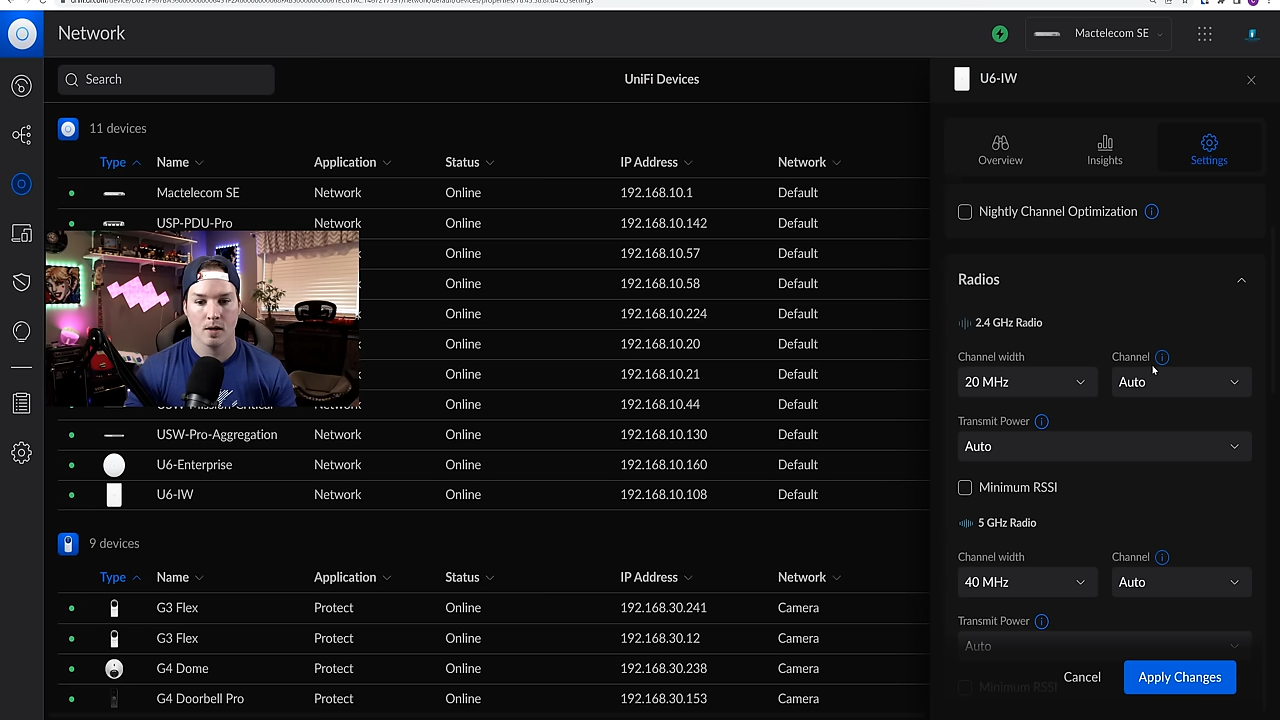 Network
Mactelecom SE
Search
UniFi Devices
U6-IW
11 devices
Overview
Insights
Settings
Type
Name
Application
Status
IP Address
Network
Mactelecom SE Network Online 192.168.10.1 Default
USP-PDU-Pro Network Online 192.168.10.142 Default
Online 192.168.10.57 Default
Online 192.168.10.58 Default
Online 192.168.10.224 Default
Online 192.168.10.20 Default
Online 192.168.10.21 Default
USW-Mission-Critical Network Online 192.168.10.44 Default
USW-Pro-Aggregation Network Online 192.168.10.130 Default
U6-Enterprise Network Online 192.168.10.160 Default
U6-IW Network Online 192.168.10.108 Default
9 devices
Type Name Application Status IP Address Network
G3 Flex Protect Online 192.168.30.241 Camera
G3 Flex Protect Online 192.168.30.12 Camera
G4 Dome Protect Online 192.168.30.238 Camera
G4 Doorbell Pro Protect Online 192.168.30.153 Camera
Nightly Channel Optimization
Radios
2.4 GHz Radio
Channel width Channel
20 MHz Auto
Transmit Power
Auto
Minimum RSSI
5 GHz Radio
Channel width Channel
40 MHz Auto
Transmit Power
Auto
Minimum RSSI
Cancel Apply Changes